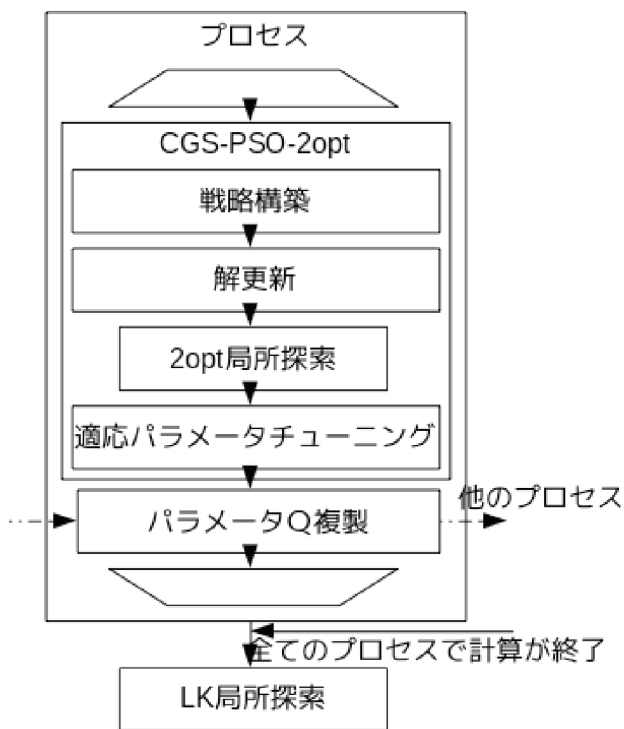 プロセス
CGS-PSO-2opt
戦略構築
解更新
2opt局所探索
適応パラメータチューニング
他のプロセス
パラメータQ複製
全てのプロセスで計算が終了
LK局所探索